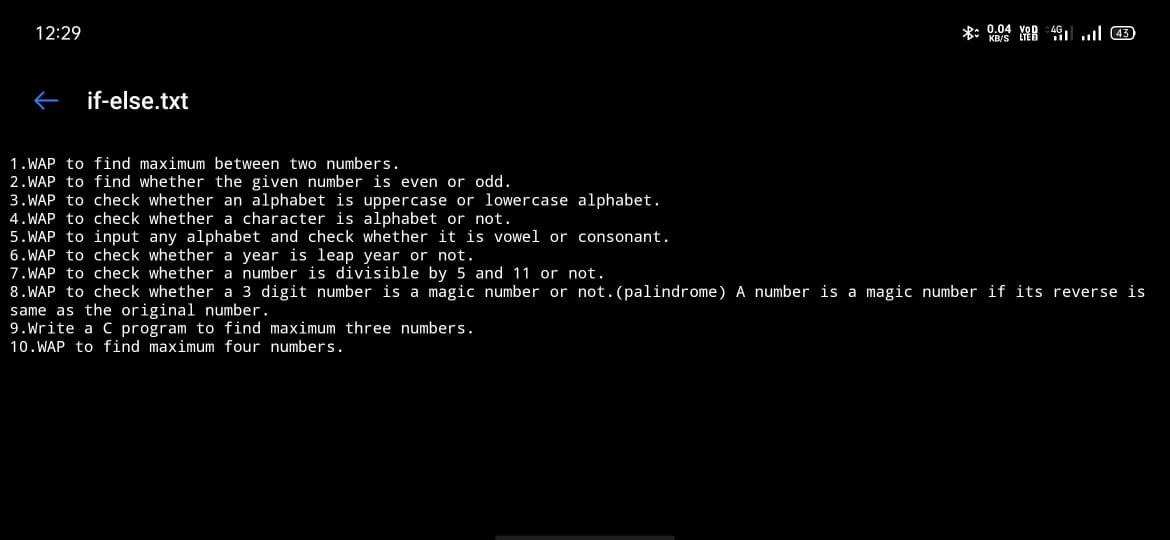 12:29
0.04 KB/S VoD LTE 4G 43
if-else.txt
1.WAP to find maximum between two numbers.
2.WAP to find whether the given number is even or odd.
3.WAP to check whether an alphabet is uppercase or lowercase alphabet.
4.WAP to check whether a character is alphabet or not.
5.WAP to input any alphabet and check whether it is vowel or consonant.
6.WAP to check whether a year is leap year or not.
7.WAP to check whether a number is divisible by 5 and 11 or not.
8.WAP to check whether a 3 digit number is a magic number or not.(palindrome) A number is a magic number if its reverse is
same as the original number.
9.Write a C program to find maximum three numbers.
10.WAP to find maximum four numbers.